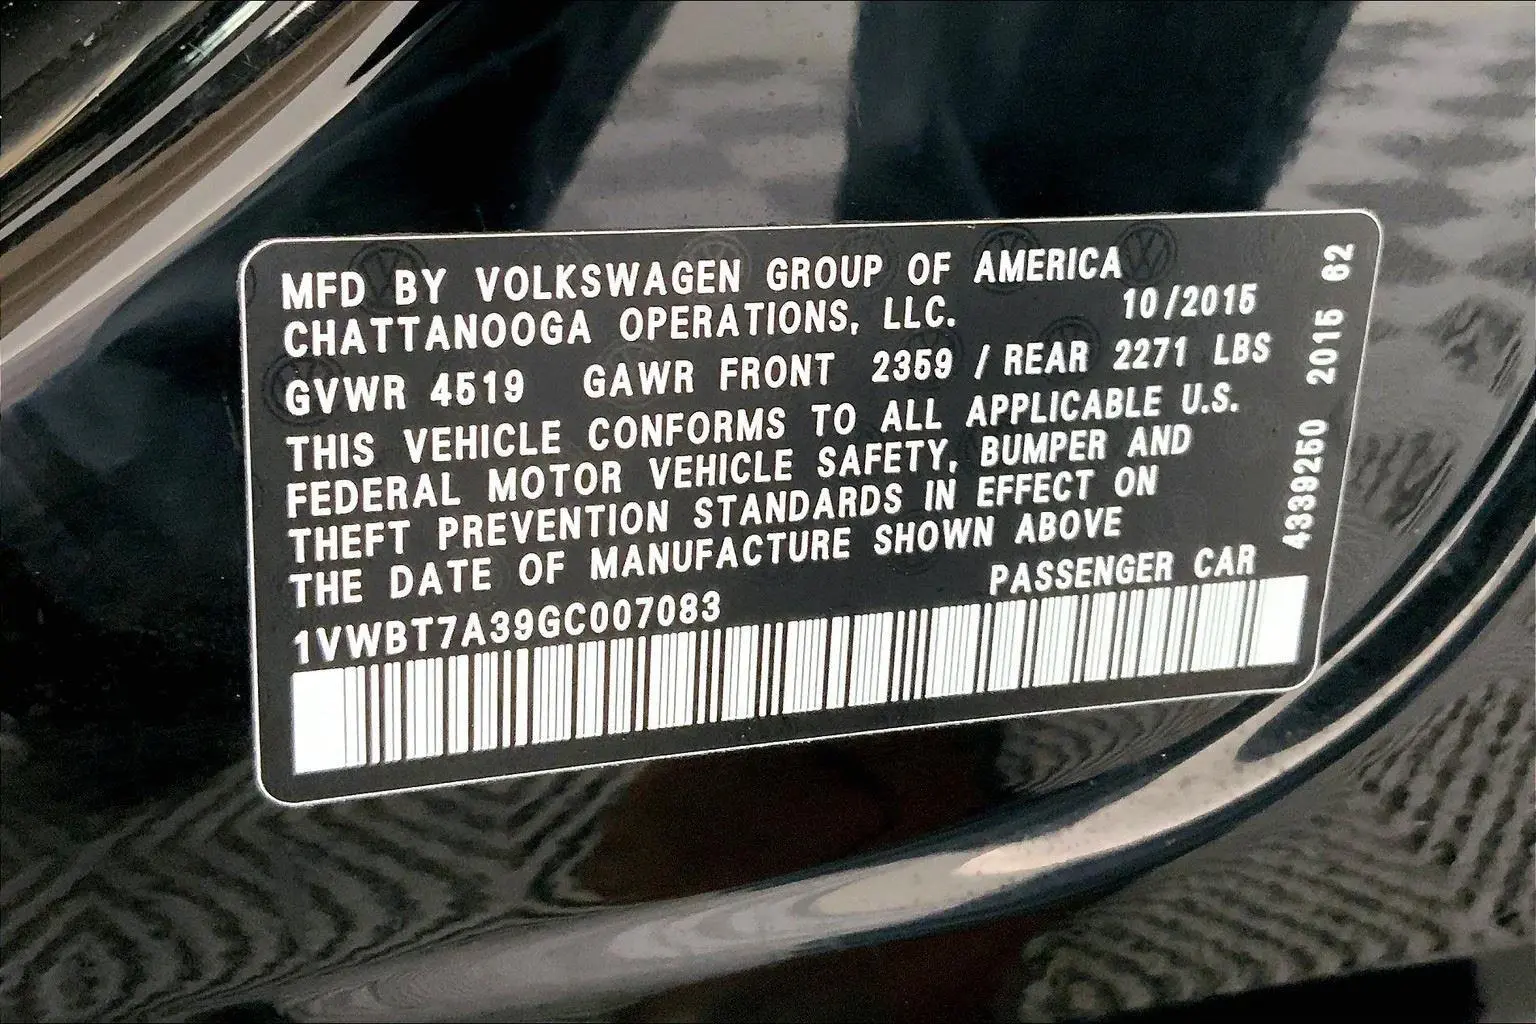 MFD BY VOLKSWAGEN GROUP OF AMERICA
CHATTANOOGA OPERATIONS, LLC. 10/2015
GVWR 4519 GAWR FRONT 2359 / REAR 2271 LBS
THIS VEHICLE CONFORMS TO ALL APPLICABLE U.S.
FEDERAL MOTOR VEHICLE SAFETY, BUMPER AND
THEFT PREVENTION STANDARDS IN EFFECT ON
THE DATE OF MANUFACTURE SHOWN ABOVE
PASSENGER CAR
1VWBT7A39GC007083
4339250 2015 62